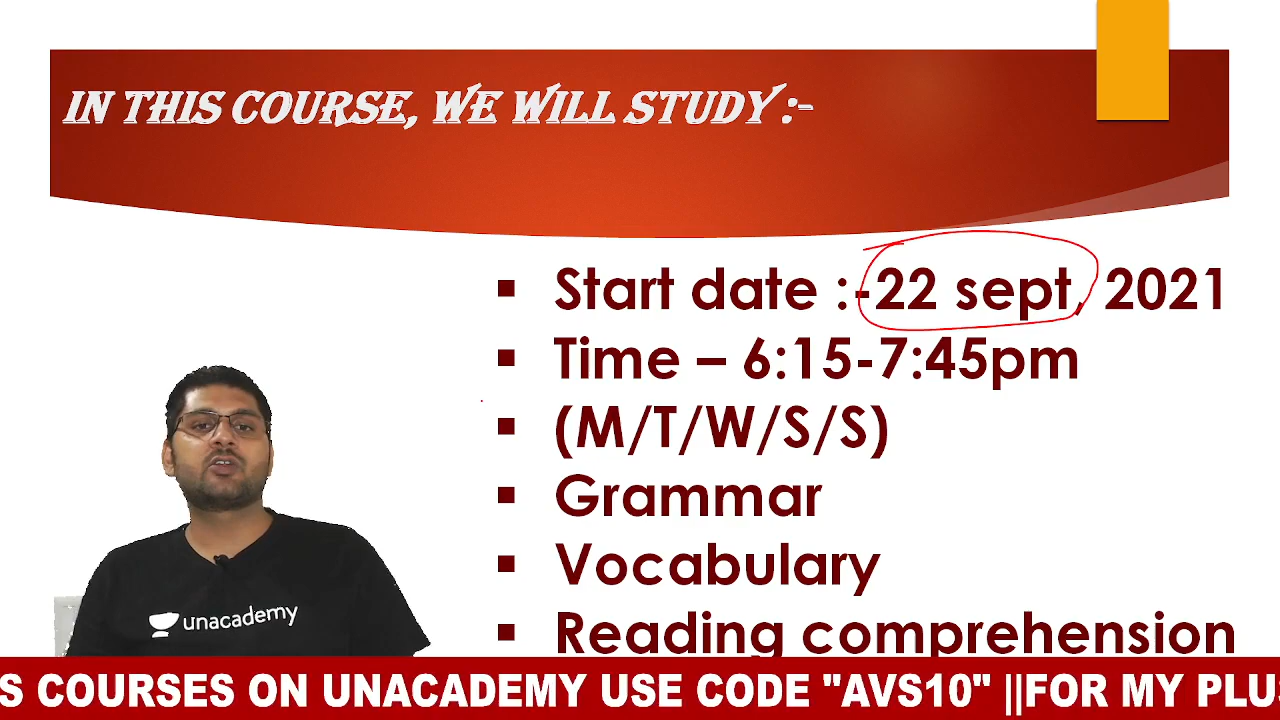 IN THIS COURSE, WE WILL STUDY :-
Start date :-22 sept, 2021
Time – 6:15-7:45pm
(M/T/W/S/S)
Grammar
Vocabulary
Reading comprehension
unacademy
S COURSES ON UNACADEMY USE CODE "AVS10" ||FOR MY PLUS